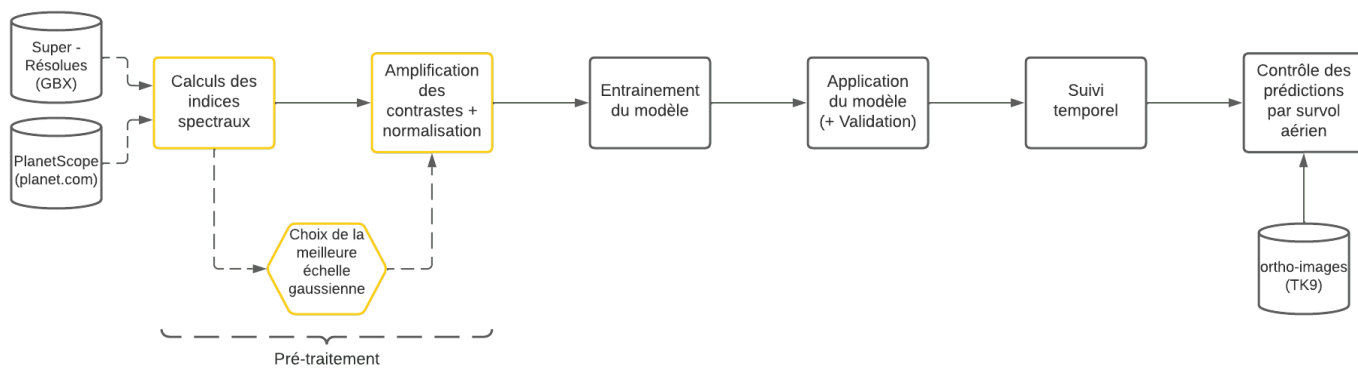 Super -
Résolues
(GBX)
PlanetScope
(planet.com)
Calculs des
indices
spectraux
Amplification
des
contrastes +
normalisation
Choix de la
meilleure
échelle
gaussienne
Pré-traitement
Entrainement
du modèle
Application
du modèle
(+ Validation)
Suivi
temporel
Contrôle des
prédictions
par survol
aérien
ortho-images
(TK9)